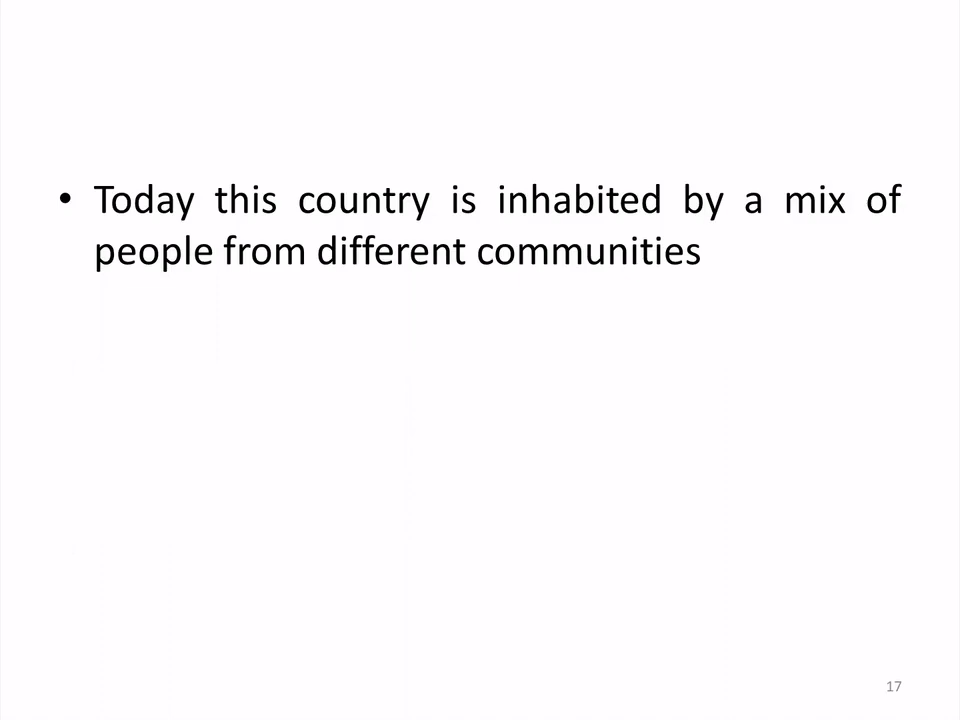 • Today this country is inhabited by a mix of
people from different communities
17